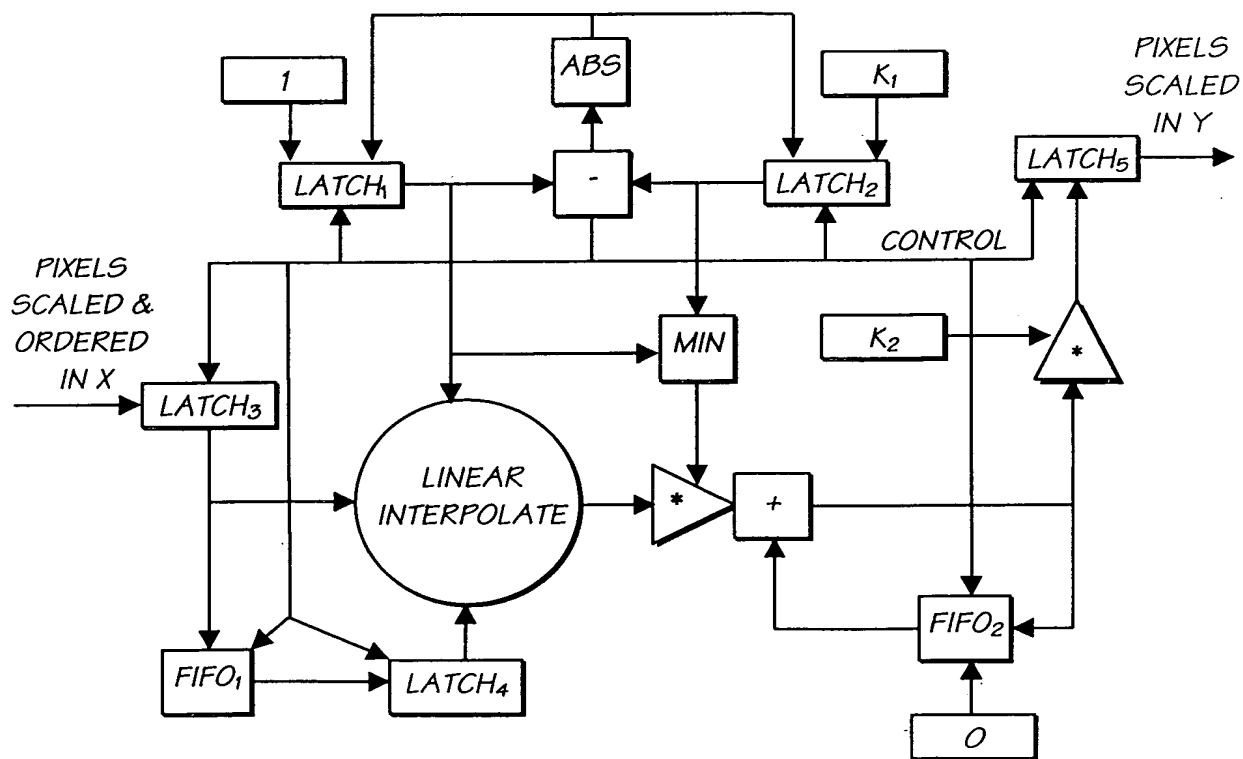 ABS
1
K₁
PIXELS
SCALED
IN Y
LATCH₁
-
LATCH₂
LATCH₅
CONTROL
PIXELS
SCALED &
ORDERED
IN X
MIN
K₂
*
LATCH₃
LINEAR
INTERPOLATE
*
+
FIFO₁
LATCH₄
FIFO₂
0